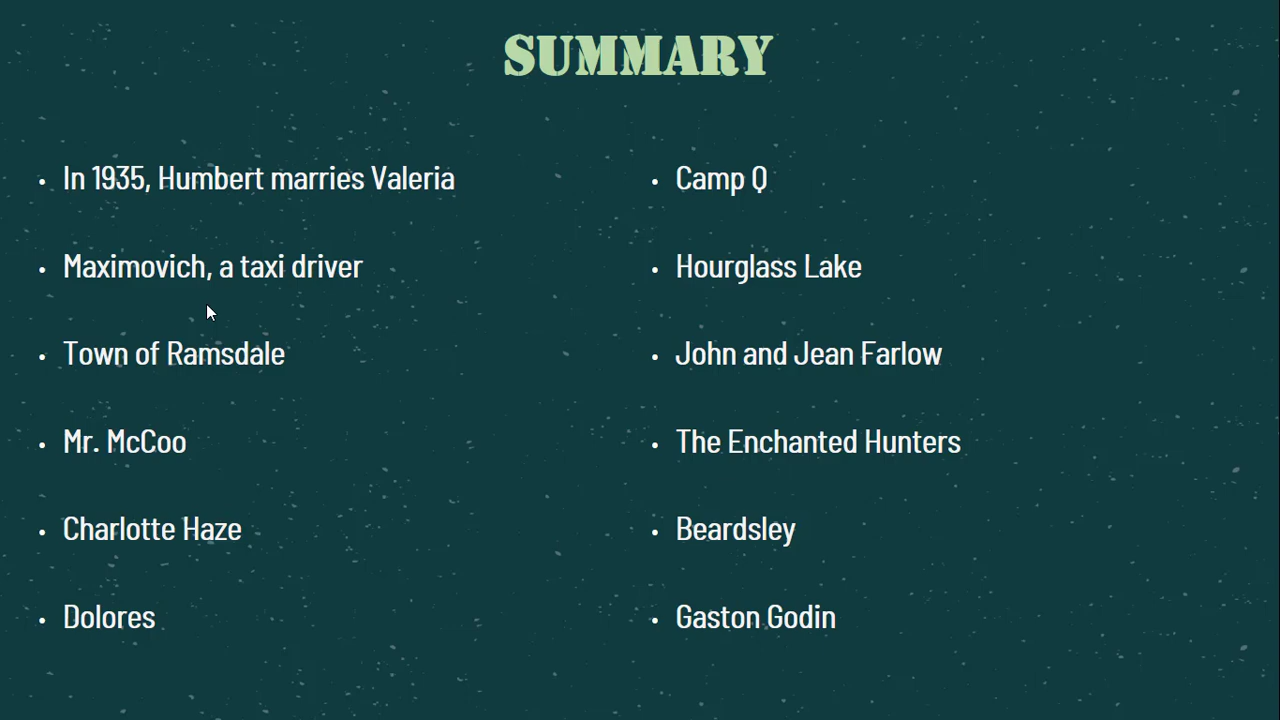 SUMMARY
• In 1935, Humbert marries Valeria
• Maximovich, a taxi driver
• Town of Ramsdale
• Mr. McCoo
• Charlotte Haze
• Dolores
• Camp Q
• Hourglass Lake
• John and Jean Farlow
• The Enchanted Hunters
• Beardsley
• Gaston Godin